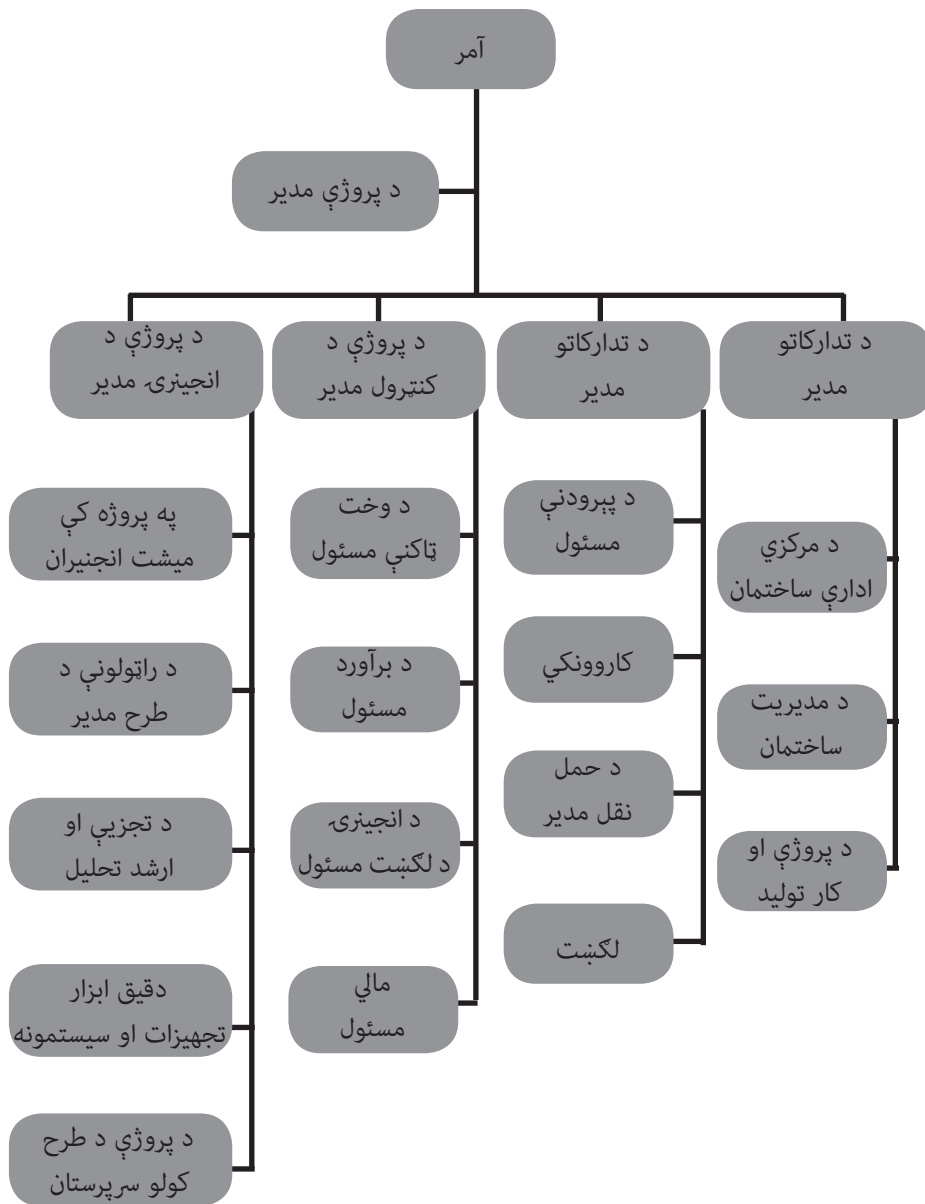 آمر
د پروژې مدیر
د تدارکاتو
مدیر
د مرکزي
ادارې ساختمان
د مدیریت
ساختمان
د پروژې او
کار تولید
د تدارکاتو
مدیر
د پېرودنې
مسئول
کاروونکي
د حمل
نقل مدیر
لګښت
د پروژې د
کنټرول مدیر
د وخت
ټاکنې مسئول
د برآورد
مسئول
د انجینرۍ
د لګښت مسئول
مالي
مسئول
د پروژې د
انجینرۍ مدیر
په پروژه کې
میشت انجنیران
د راټولونې د
طرح مدیر
د تجزیې او
ارشد تحلیل
دقیق ابزار
تجهیزات او سیستمونه
د پروژې د طرح
کولو سرپرستان